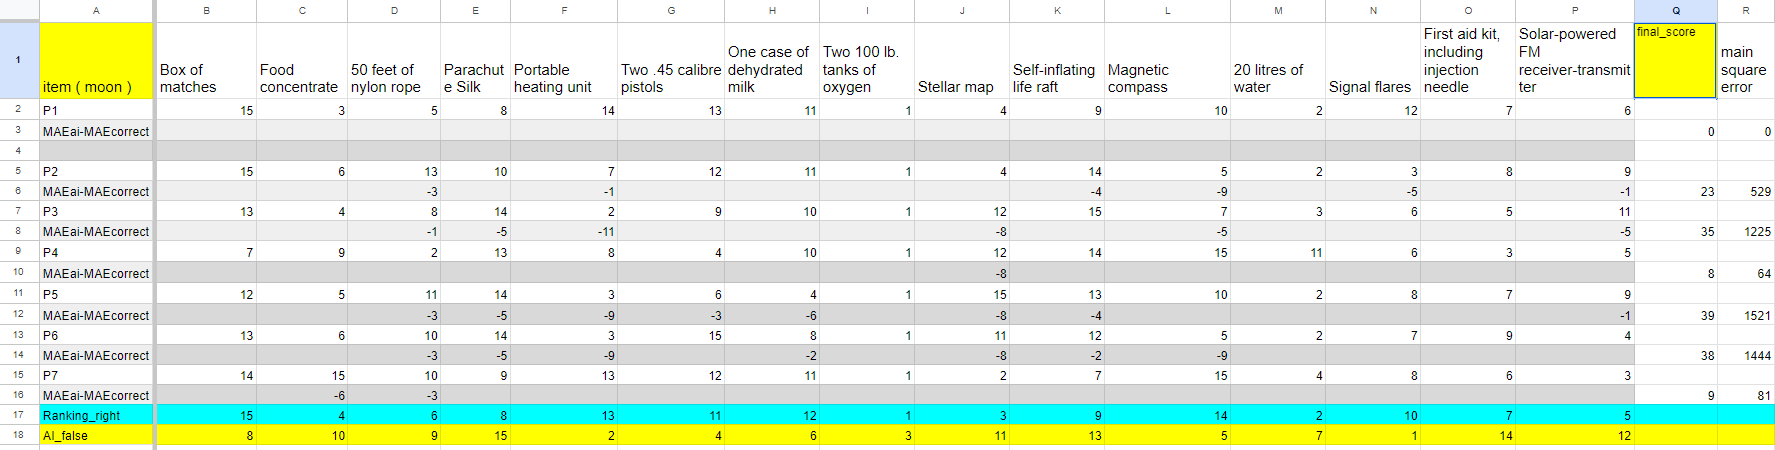 A B C D E F G H I J K L M N O P Q R
1 item ( moon ) Box of matches Food concentrate 50 feet of nylon rope Parachut e Silk Portable heating unit Two .45 calibre pistols One case of dehydrated milk Two 100 lb. tanks of oxygen Stellar map Self-inflating life raft Magnetic compass 20 litres of water Signal flares First aid kit, including injection needle Solar-powered FM receiver-transmit ter final_score main square error
2 P1 15 3 5 8 14 13 11 1 4 9 10 2 12 7 6
3 MAEai-MAEcorrect 0 0
4
5 P2 15 6 13 10 7 12 11 1 4 14 5 2 3 8 9
6 MAEai-MAEcorrect -3 -1 -4 -9 -5 -1 23 529
7 P3 13 4 8 14 2 9 10 1 12 15 7 3 6 5 11
8 MAEai-MAEcorrect -1 -5 -11 -8 -5 -5 35 1225
9 P4 7 9 2 13 8 4 10 1 12 14 15 11 6 3 5
10 MAEai-MAEcorrect -8 8 64
11 P5 12 5 11 14 3 6 4 1 15 13 10 2 8 7 9
12 MAEai-MAEcorrect -3 -5 -9 -3 -6 -8 -4 -1 39 1521
13 P6 13 6 10 14 3 15 8 1 11 12 5 2 7 9 4
14 MAEai-MAEcorrect -3 -5 -9 -2 -8 -2 -9 38 1444
15 P7 14 15 10 9 13 12 11 1 2 7 15 4 8 6 3
16 MAEai-MAEcorrect -6 -3 9 81
17 Ranking_right 15 4 6 8 13 11 12 1 3 9 14 2 10 7 5
18 AI_false 8 10 9 15 2 4 6 3 11 13 5 7 1 14 12